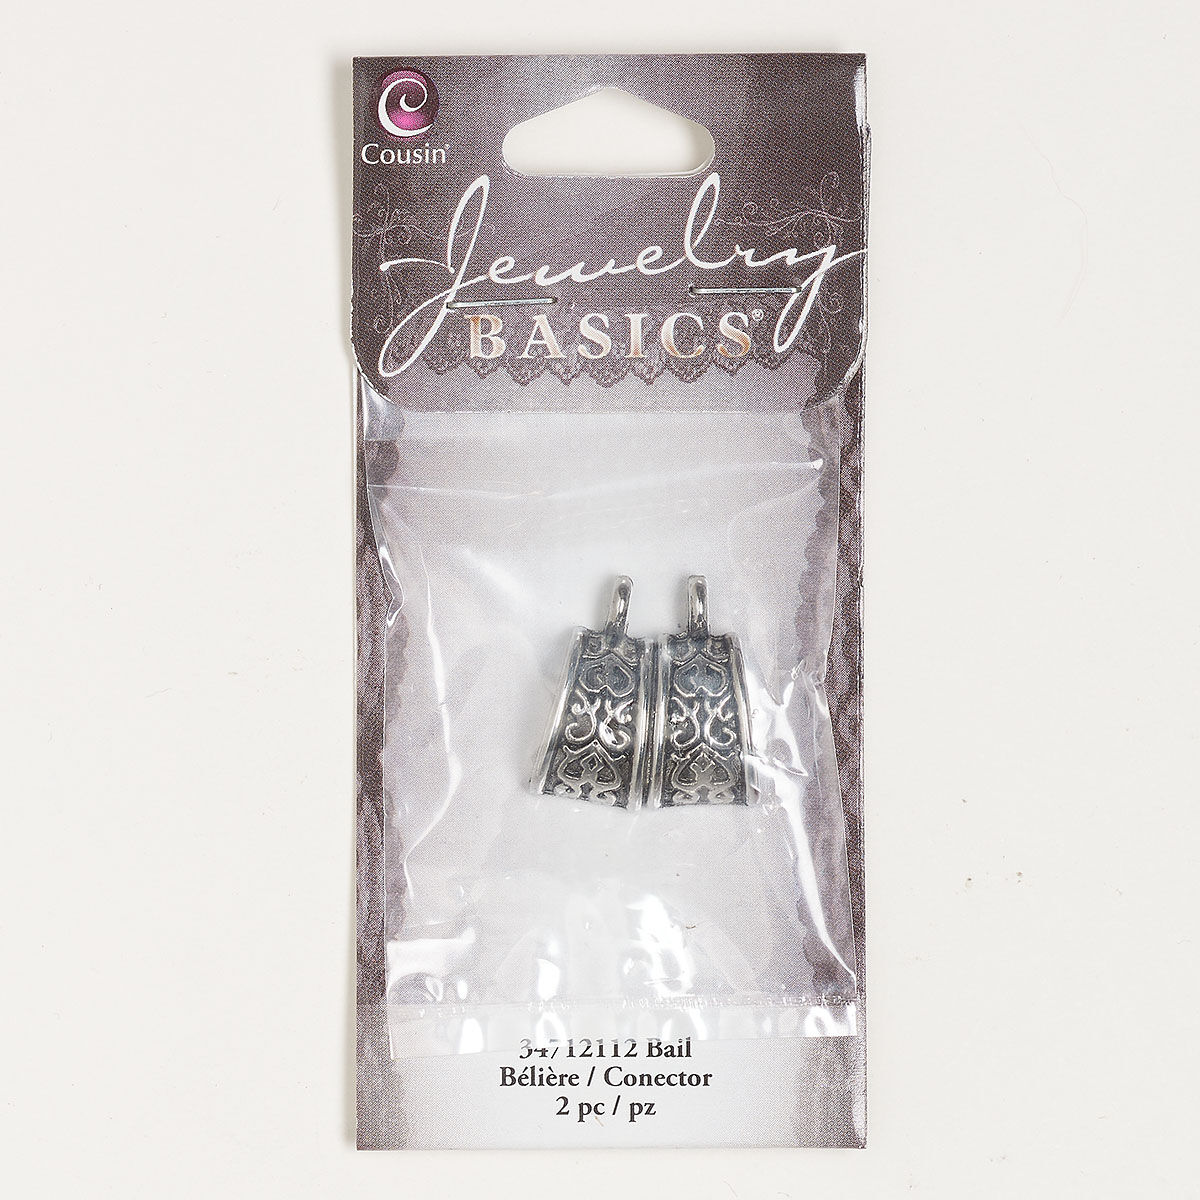 Cousin®
Jewelry
BASICS®
34712112 Bail
Bélière / Conector
2 pc / pz